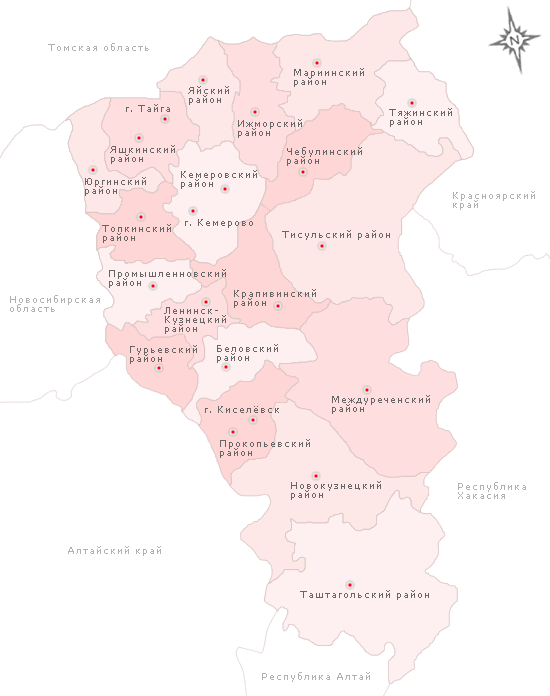 N
Томская область
Мариинский
район
Яйский
район
г. Тайга
Тяжинский
район
Ижморский
район
Яшкинский
район
Чебулинский
район
Юргинский
район
Кемеровский
район
Красноярский
край
г. Кемерово
Топкинский
район
Тисульский район
Промышленновский
район
Новосибирская
область
Крапивинский
район
Ленинск-
Кузнецкий
район
Гурьевский
район
Беловский
район
Междуреченский
район
г. Киселёвск
Прокопьевский
район
Новокузнецкий
район
Республика
Хакасия
Алтайский край
Таштагольский район
Республика Алтай